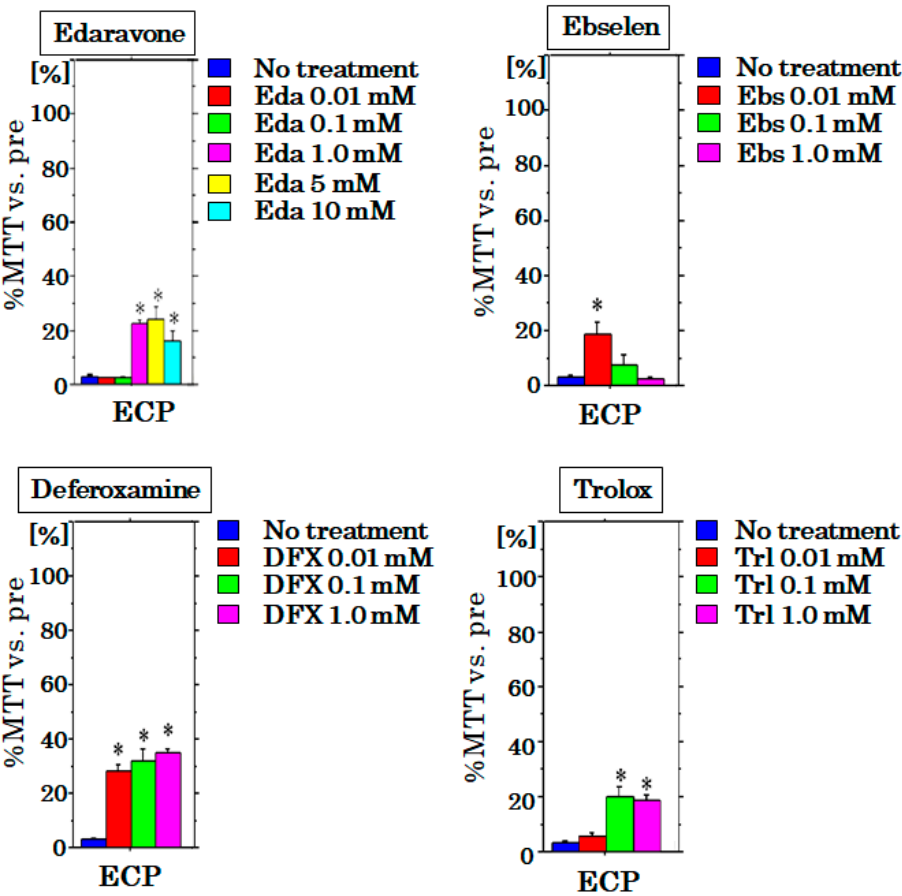 Edaravone
[%]
No treatment
Eda 0.01 mM
Eda 0.1 mM
Eda 1.0 mM
Eda 5 mM
Eda 10 mM
%MTT vs. pre
100
80
60
40
20
0
* * *
ECP
Ebselen
[%]
No treatment
Ebs 0.01 mM
Ebs 0.1 mM
Ebs 1.0 mM
%MTT vs. pre
100
80
60
40
20
0
*
ECP
Deferoxamine
[%]
No treatment
DFX 0.01 mM
DFX 0.1 mM
DFX 1.0 mM
%MTT vs. pre
100
80
60
40
20
0
* * *
ECP
Trolox
[%]
No treatment
Trl 0.01 mM
Trl 0.1 mM
Trl 1.0 mM
%MTT vs. pre
100
80
60
40
20
0
* *
ECP